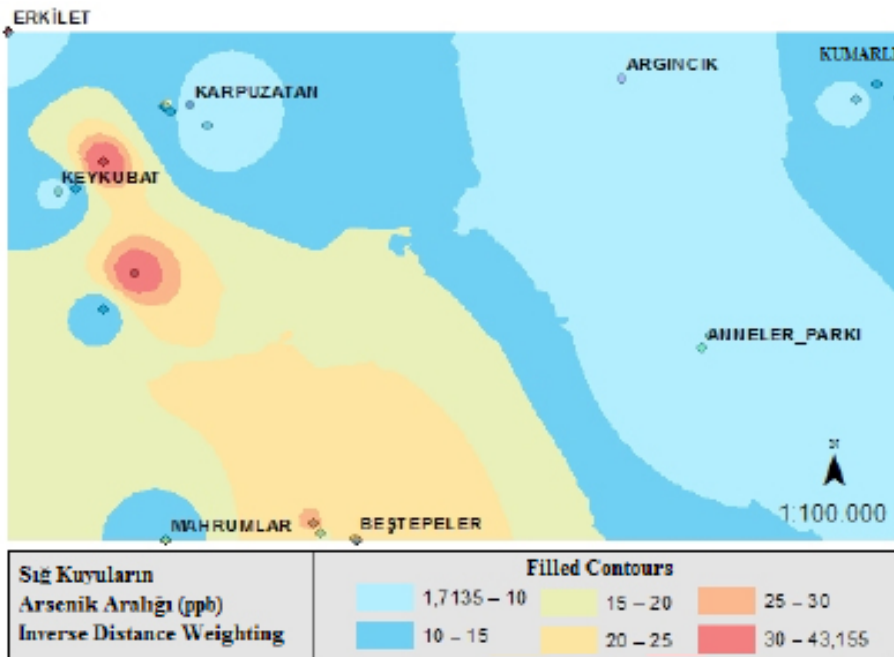 ERKİLET
KUMARLI
ARGINCIK
KARPUZATAN
KEYKUBAT
ANNELER_PARKI
1:100.000
MAHRUMLAR
BEŞTEPELER
Sığ Kuyuların
Arsenik Aralığı (ppb)
Inverse Distance Weighting
Filled Contours
1,7135 – 10
15 – 20
25 – 30
10 – 15
20 – 25
30 – 43,155